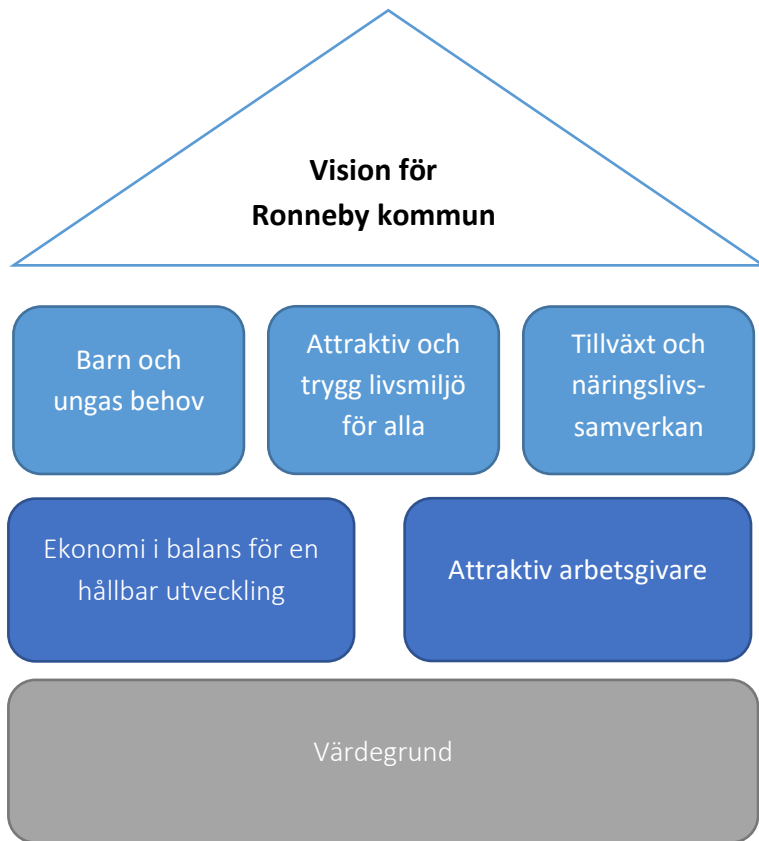 Vision för
Ronneby kommun
Barn och
ungas behov
Attraktiv och
trygg livsmiljö
för alla
Tillväxt och
näringslivs-
samverkan
Ekonomi i balans för en
hållbar utveckling
Attraktiv arbetsgivare
Värdegrund